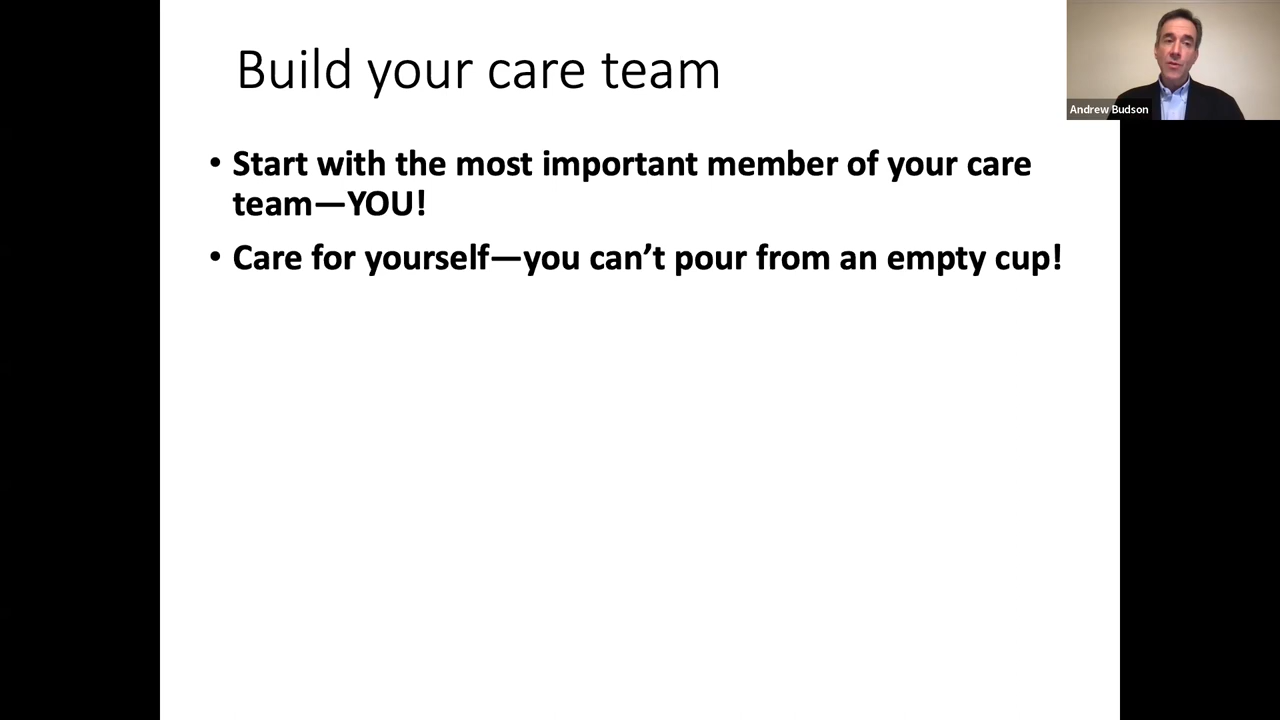 Build your care team
Andrew Budson
• Start with the most important member of your care
team—YOU!
• Care for yourself—you can’t pour from an empty cup!